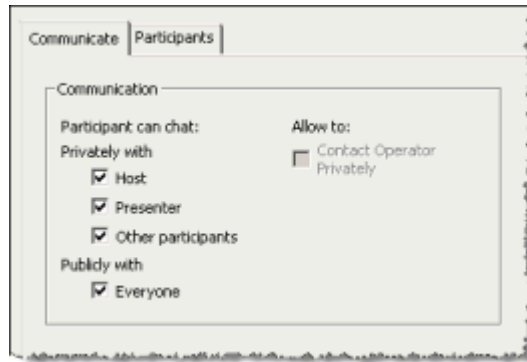 Communicate
Participants
Communication
Participant can chat:
Privately with
Host
Presenter
Other participants
Publicly with
Everyone
Allow to:
Contact Operator
Privately